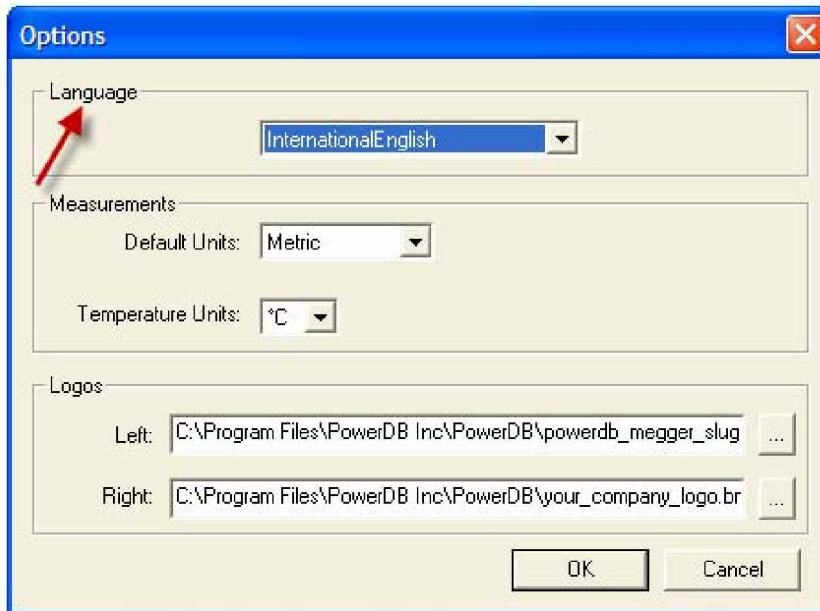 Options
Language
InternationalEnglish
Measurements
Default Units: Metric
Temperature Units: °C
Logos
Left: C:\Program Files\PowerDB Inc\PowerDB\powerdb_megger_slug ...
Right: C:\Program Files\PowerDB Inc\PowerDB\your_company_logo.br ...
OK Cancel